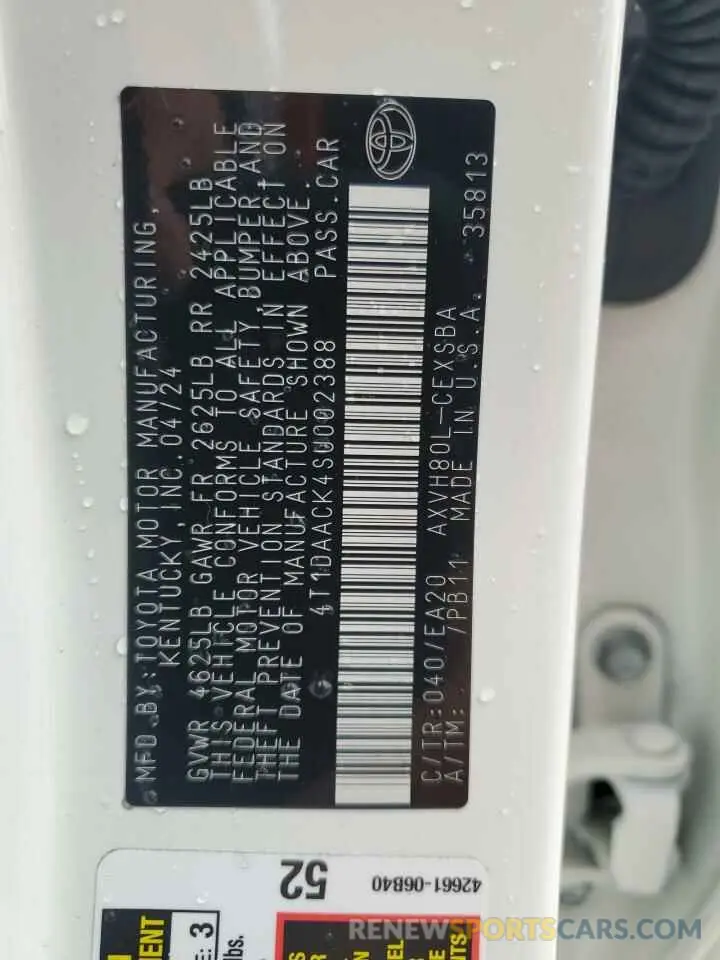 MFD BY:TOYOTA MOTOR MANUFACTURING,
KENTUCKY,INC.04/24
GVWR 4625LB GAWR FR 2625LB RR 2425LB
THIS VEHICLE CONFORMS TO ALL APPLICABLE
FEDERAL MOTOR VEHICLE SAFETY, BUMPER,AND
THEFT PREVENTION STANDARDS IN EFFECT ON
THE DATE OF MANUFACTURE SHOWN ABOVE.
4T1DAACK4SU002388 PASS.CAR
C/TR:040/EA20 AXVH80L-CEXSBA
A/TM: /PB11 MADE IN U.S.A. 35813
52
42661-06B40
E: 3
lbs.
RENEWSPORTSCARS.COM